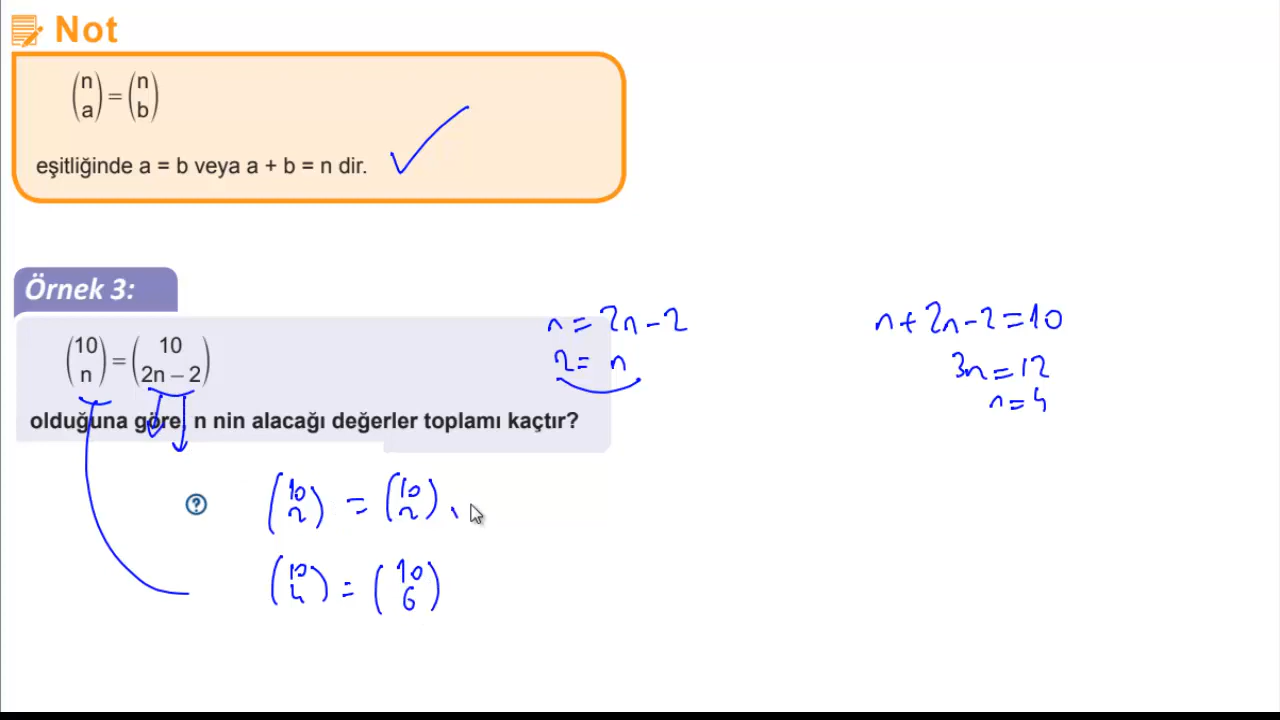 Not
(n a) = (n b)
eşitliğinde a = b veya a + b = n dir.
Örnek 3:
(10 n) = (10 2n – 2)
olduğuna göre, n nin alacağı değerler toplamı kaçtır?
n = 2n - 2
2 = n
n + 2n - 2 = 10
3n = 12
n = 4
(10 2) = (10 2)
(10 4) = (10 6)